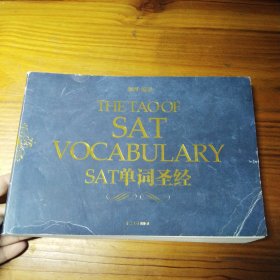 THE TAO OF
SAT
VOCABULARY
SAT单词圣经